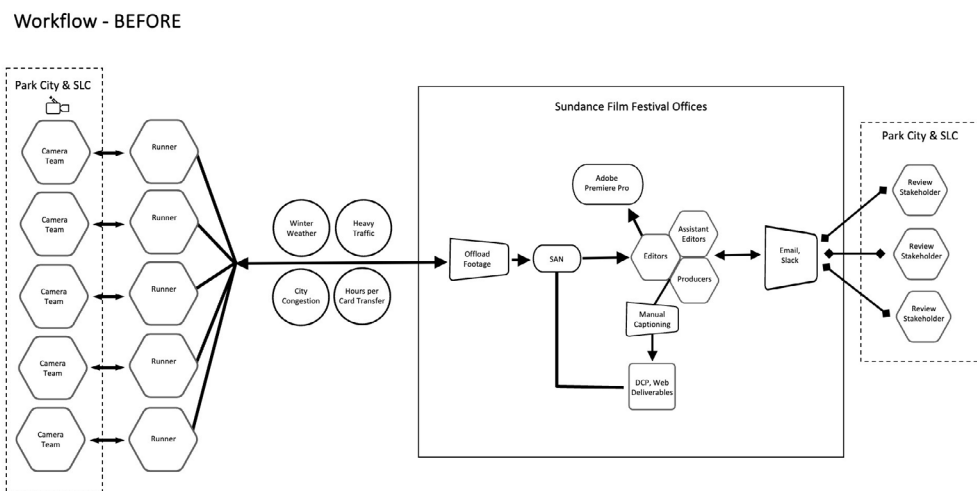 Workflow - BEFORE
Park City & SLC
Camera
Team
Runner
Camera
Team
Runner
Camera
Team
Runner
Camera
Team
Runner
Camera
Team
Runner
Winter
Weather
Heavy
Traffic
City
Congestion
Hours per
Card Transfer
Sundance Film Festival Offices
Offload
Footage
SAN
Adobe
Premiere Pro
Editors
Assistant
Editors
Producers
Manual
Captioning
DCP, Web
Deliverables
Email,
Slack
Park City & SLC
Review
Stakeholder
Review
Stakeholder
Review
Stakeholder